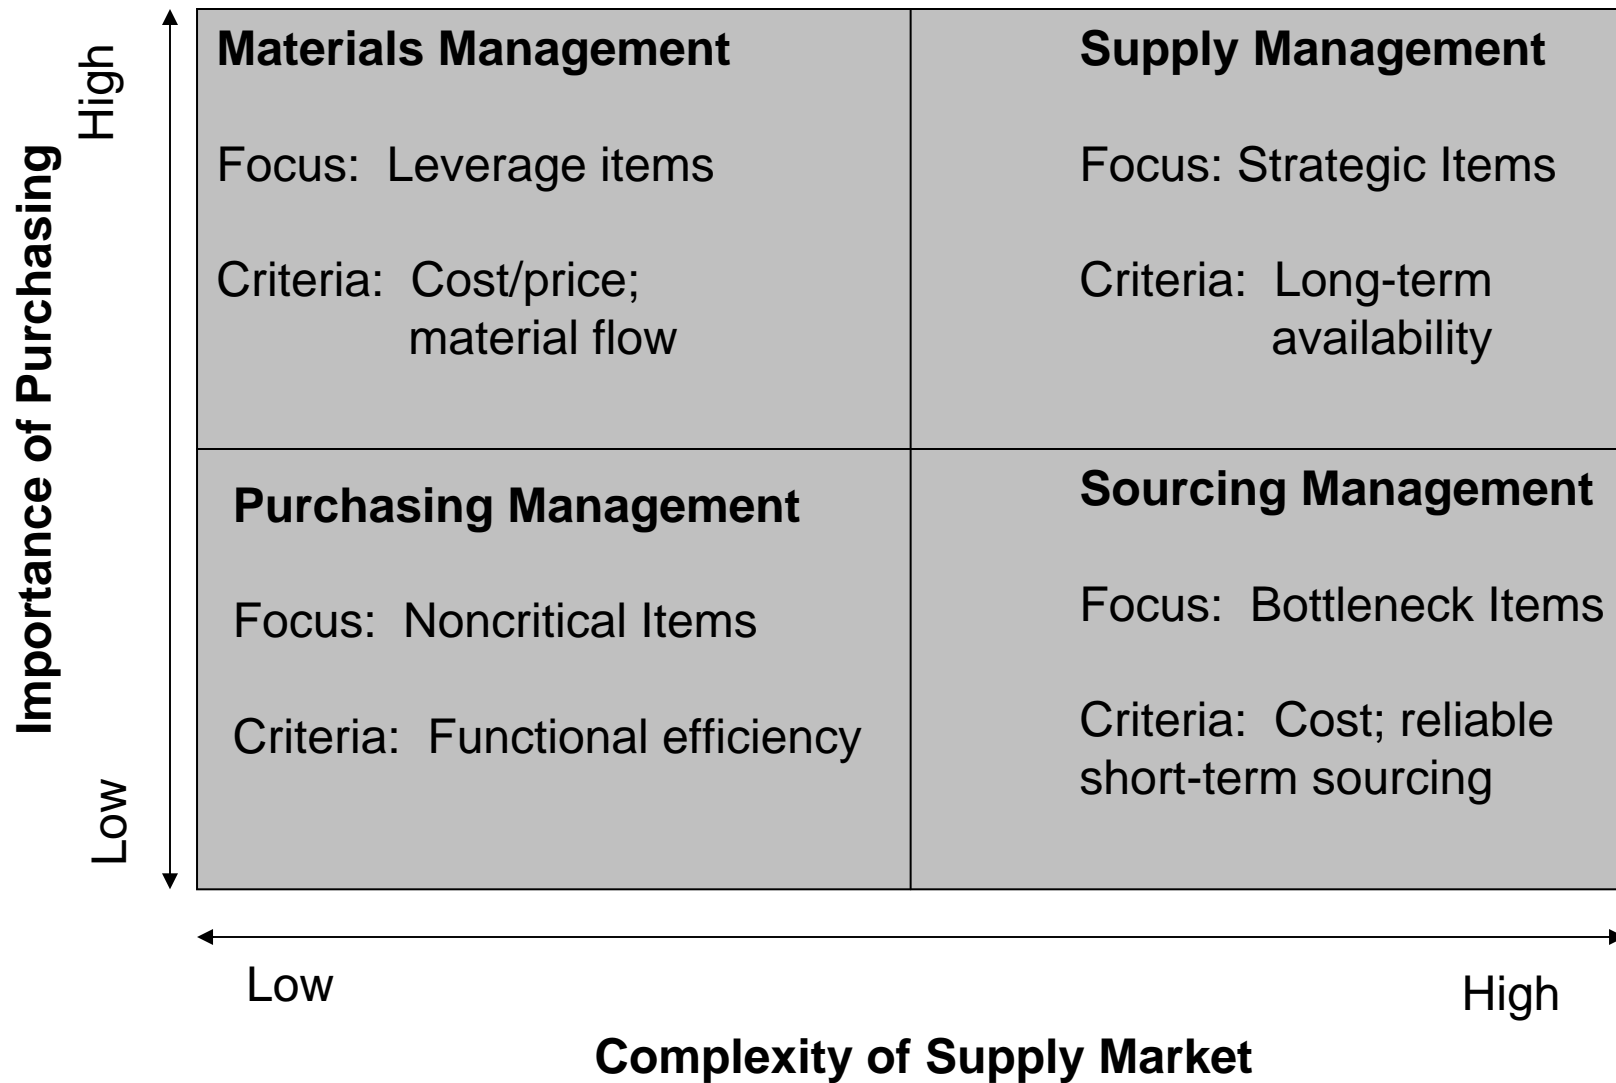 High
Importance of Purchasing
Low
Materials Management
Focus: Leverage items
Criteria: Cost/price;
material flow
Supply Management
Focus: Strategic Items
Criteria: Long-term
availability
Purchasing Management
Focus: Noncritical Items
Criteria: Functional efficiency
Sourcing Management
Focus: Bottleneck Items
Criteria: Cost; reliable
short-term sourcing
Low
High
Complexity of Supply Market